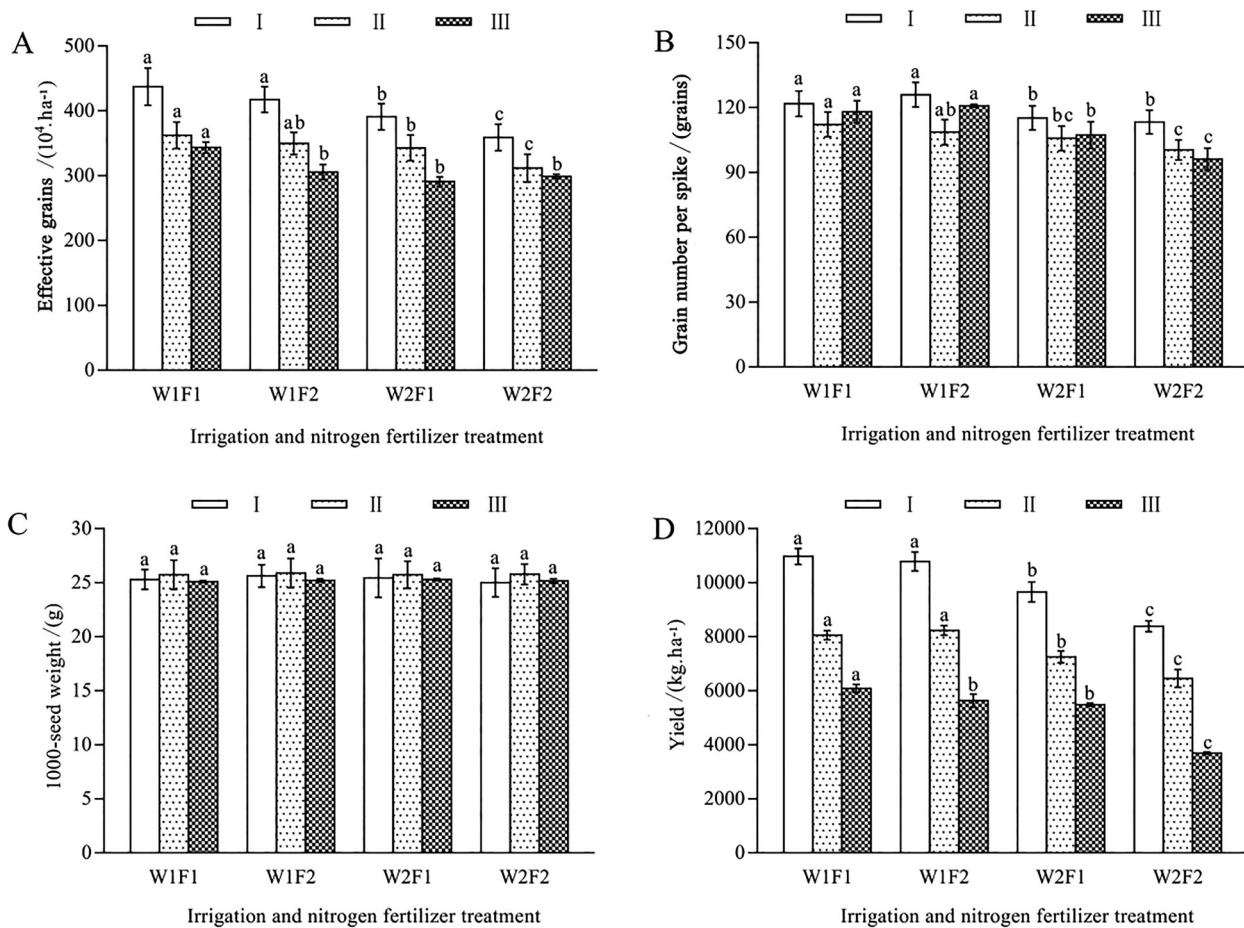 A
I II III
Effective grains /(10⁴.ha⁻¹)
500
400
300
200
100
0
a a a
a ab b
b b b
c c b
W1F1 W1F2 W2F1 W2F2
Irrigation and nitrogen fertilizer treatment
B
I II III
Grain number per spike / (grains)
150
120
90
60
30
0
a a a
a ab a
b bc b
b c c
W1F1 W1F2 W2F1 W2F2
Irrigation and nitrogen fertilizer treatment
C
I II III
1000-seed weight /(g)
30
25
20
15
10
5
0
a a a
a a a
a a a
a a a
W1F1 W1F2 W2F1 W2F2
Irrigation and nitrogen fertilizer treatment
D
I II III
Yield / (kg.ha⁻¹)
12000
10000
8000
6000
4000
2000
0
a a a
a a b
b b b
c c c
W1F1 W1F2 W2F1 W2F2
Irrigation and nitrogen fertilizer treatment